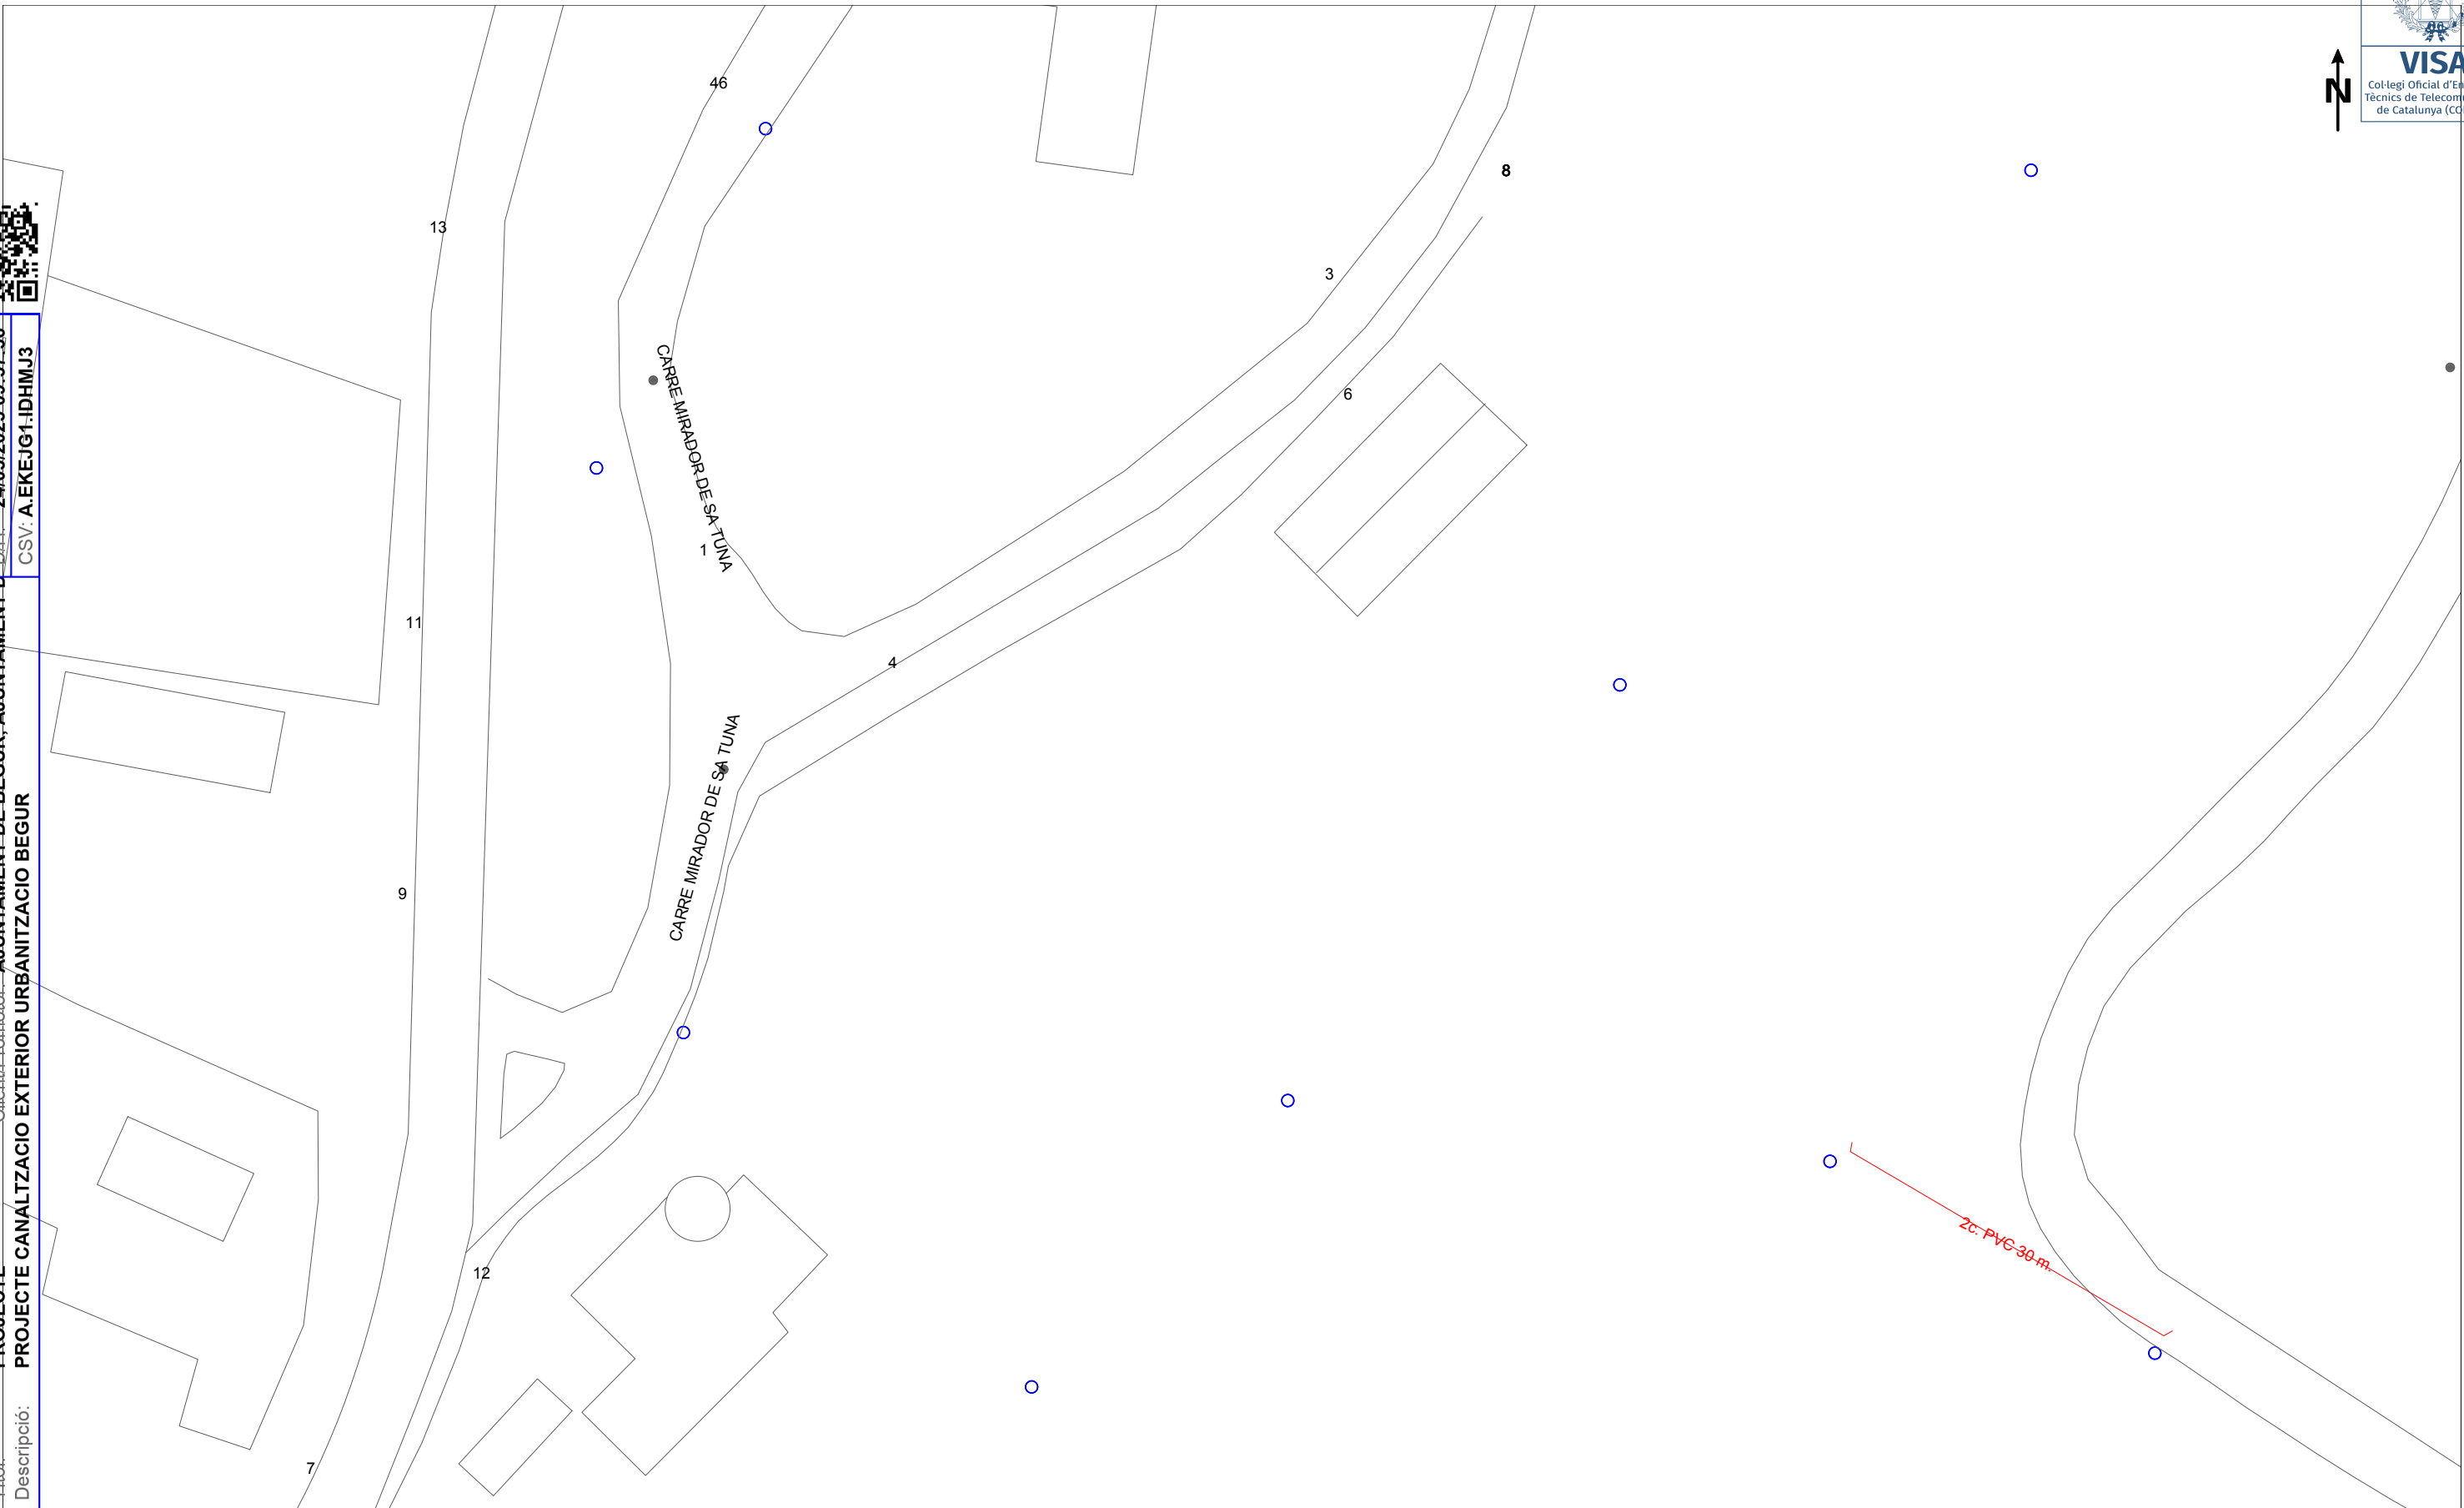 VISA
Col·legi Oficial d'En
Tècnics de Telecom
de Catalunya (CO
N
46
13
8
3
6
CARRE MIRADOR DE SA TUNA
1
11
4
CARRE MIRADOR DE SA TUNA
9
12
7
2c. PVC 30 m.
CSV: A.EKEJG1.IDHMJ3
Descripció: PROJECTE CANALTZACIO EXTERIOR URBANITZACIO BEGUR